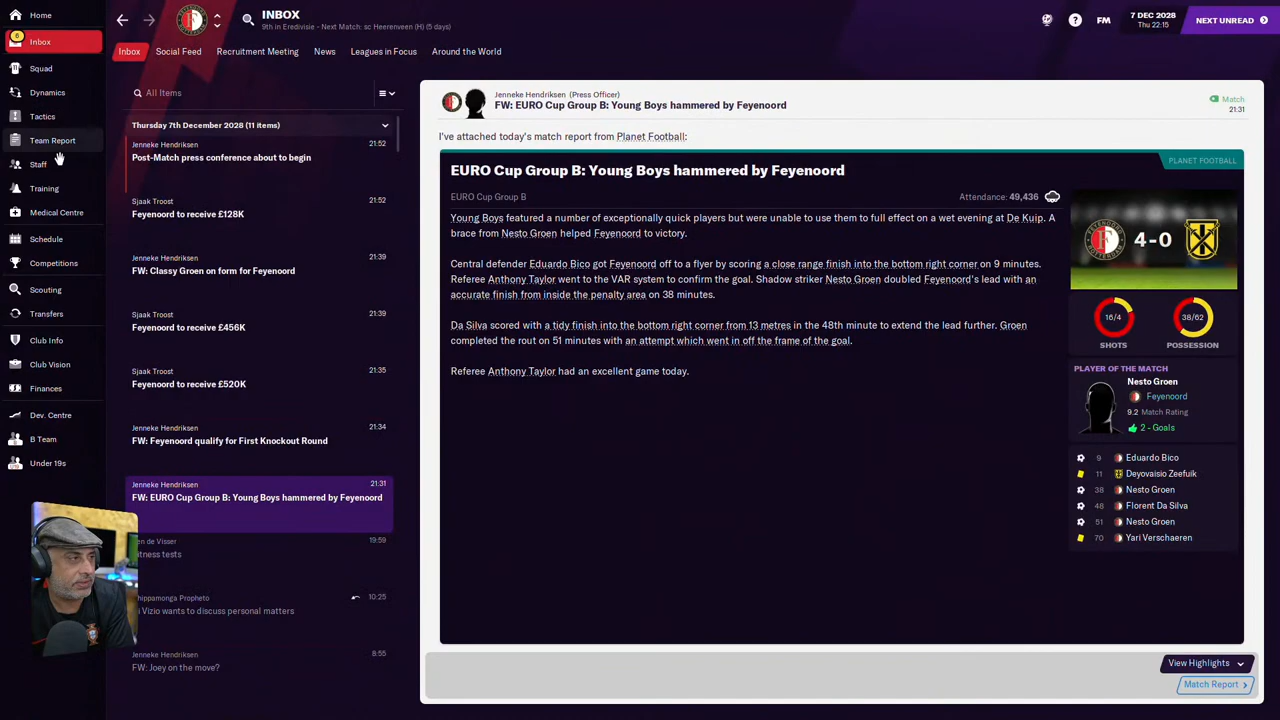 Home
INBOX
9th in Eredivisie - Next Match: sc Heerenveen (H) (5 days)
FM
7 DEC 2028
Thu 22:15
NEXT UNREAD
6
Inbox
Squad
Dynamics
Tactics
Team Report
Staff
Training
Medical Centre
Schedule
Competitions
Scouting
Transfers
Club Info
Club Vision
Finances
Dev. Centre
B Team
Under 19s
Inbox
Social Feed
Recruitment Meeting
News
Leagues in Focus
Around the World
All Items
Thursday 7th December 2028 (11 items)
Jenneke Hendriksen
21:52
Post-Match press conference about to begin
Sjaak Troost
21:52
Feyenoord to receive £128K
Jenneke Hendriksen
21:39
FW: Classy Groen on form for Feyenoord
Sjaak Troost
21:39
Feyenoord to receive £456K
Sjaak Troost
21:35
Feyenoord to receive £520K
Jenneke Hendriksen
21:34
FW: Feyenoord qualify for First Knockout Round
Jenneke Hendriksen
21:31
FW: EURO Cup Group B: Young Boys hammered by Feyenoord
en de Visser
19:59
itness tests
hippamonga Propheto
10:25
i Vizio wants to discuss personal matters
Jenneke Hendriksen
8:55
FW: Joey on the move?
Jenneke Hendriksen (Press Officer)
FW: EURO Cup Group B: Young Boys hammered by Feyenoord
Match
21:31
I've attached today's match report from Planet Football:
PLANET FOOTBALL
EURO Cup Group B: Young Boys hammered by Feyenoord
EURO Cup Group B
Attendance: 49,436
Young Boys featured a number of exceptionally quick players but were unable to use them to full effect on a wet evening at De Kuip. A
brace from Nesto Groen helped Feyenoord to victory.
Central defender Eduardo Bico got Feyenoord off to a flyer by scoring a close range finish into the bottom right corner on 9 minutes.
Referee Anthony Taylor went to the VAR system to confirm the goal. Shadow striker Nesto Groen doubled Feyenoord's lead with an
accurate finish from inside the penalty area on 38 minutes.
Da Silva scored with a tidy finish into the bottom right corner from 13 metres in the 48th minute to extend the lead further. Groen
completed the rout on 51 minutes with an attempt which went in off the frame of the goal.
Referee Anthony Taylor had an excellent game today.
4-0
16/4
SHOTS
38/62
POSSESSION
PLAYER OF THE MATCH
Nesto Groen
Feyenoord
9.2 Match Rating
2 - Goals
9 Eduardo Bico
11 Deyovaisio Zeefuik
38 Nesto Groen
48 Florent Da Silva
51 Nesto Groen
70 Yari Verschaeren
View Highlights
Match Report